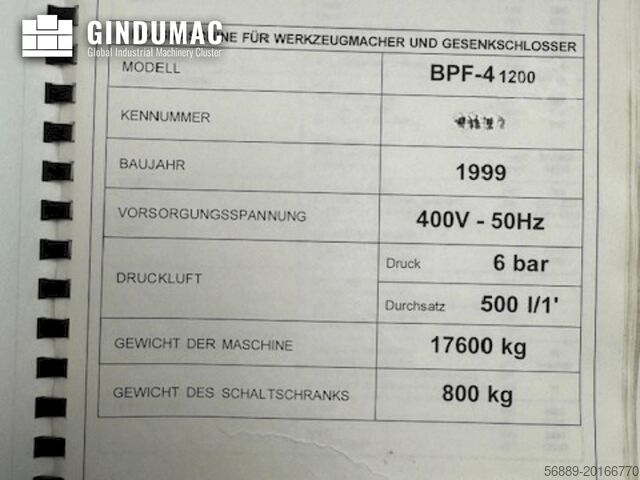 GINDUMAC
Global Industrial Machinery Cluster
FÜR WERKZEUGMACHER UND GESENKSCHLOSSER
MODELL BPF-4 1200
KENNUMMER
BAUJAHR 1999
VORSORGUNGSSPANNUNG 400V - 50Hz
DRUCKLUFT
Druck 6 bar
Durchsatz 500 l/1'
GEWICHT DER MASCHINE 17600 kg
GEWICHT DES SCHALTSCHRANKS 800 kg
56889-20166770